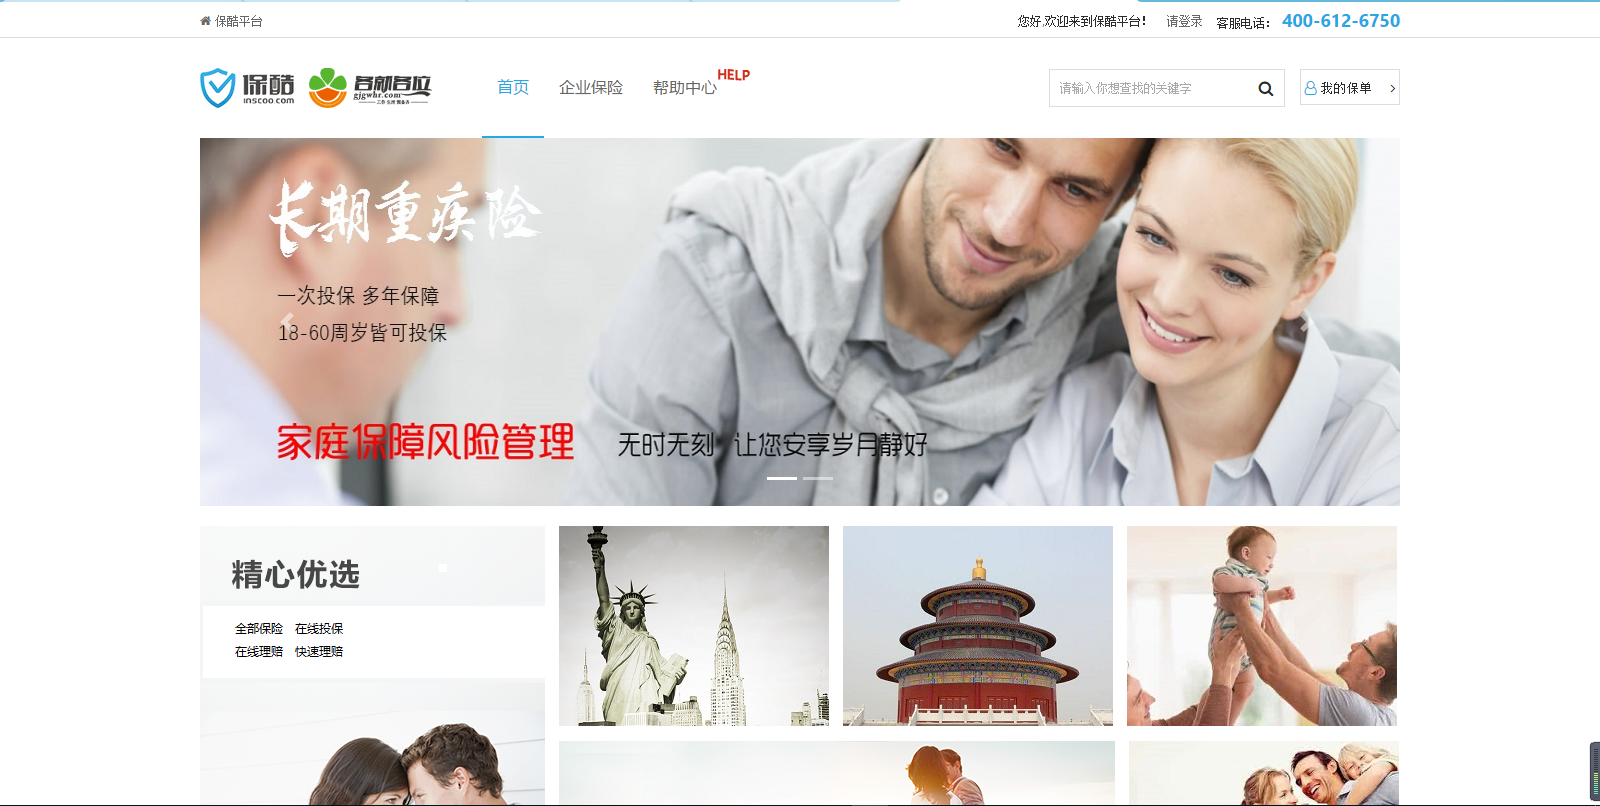 保酷平台
您好,欢迎来到保酷平台!
请登录
客服电话:
400-612-6750
保酷
inscoo.com
各就各位
gjgwhr.com
首页
企业保险
帮助中心
HELP
请输入你想查找的关键字
我的保单
长期重疾险
一次投保 多年保障
18-60周岁皆可投保
家庭保障风险管理
无时无刻 让您安享岁月静好
精心优选
全部保险 在线投保
在线理赔 快速理赔